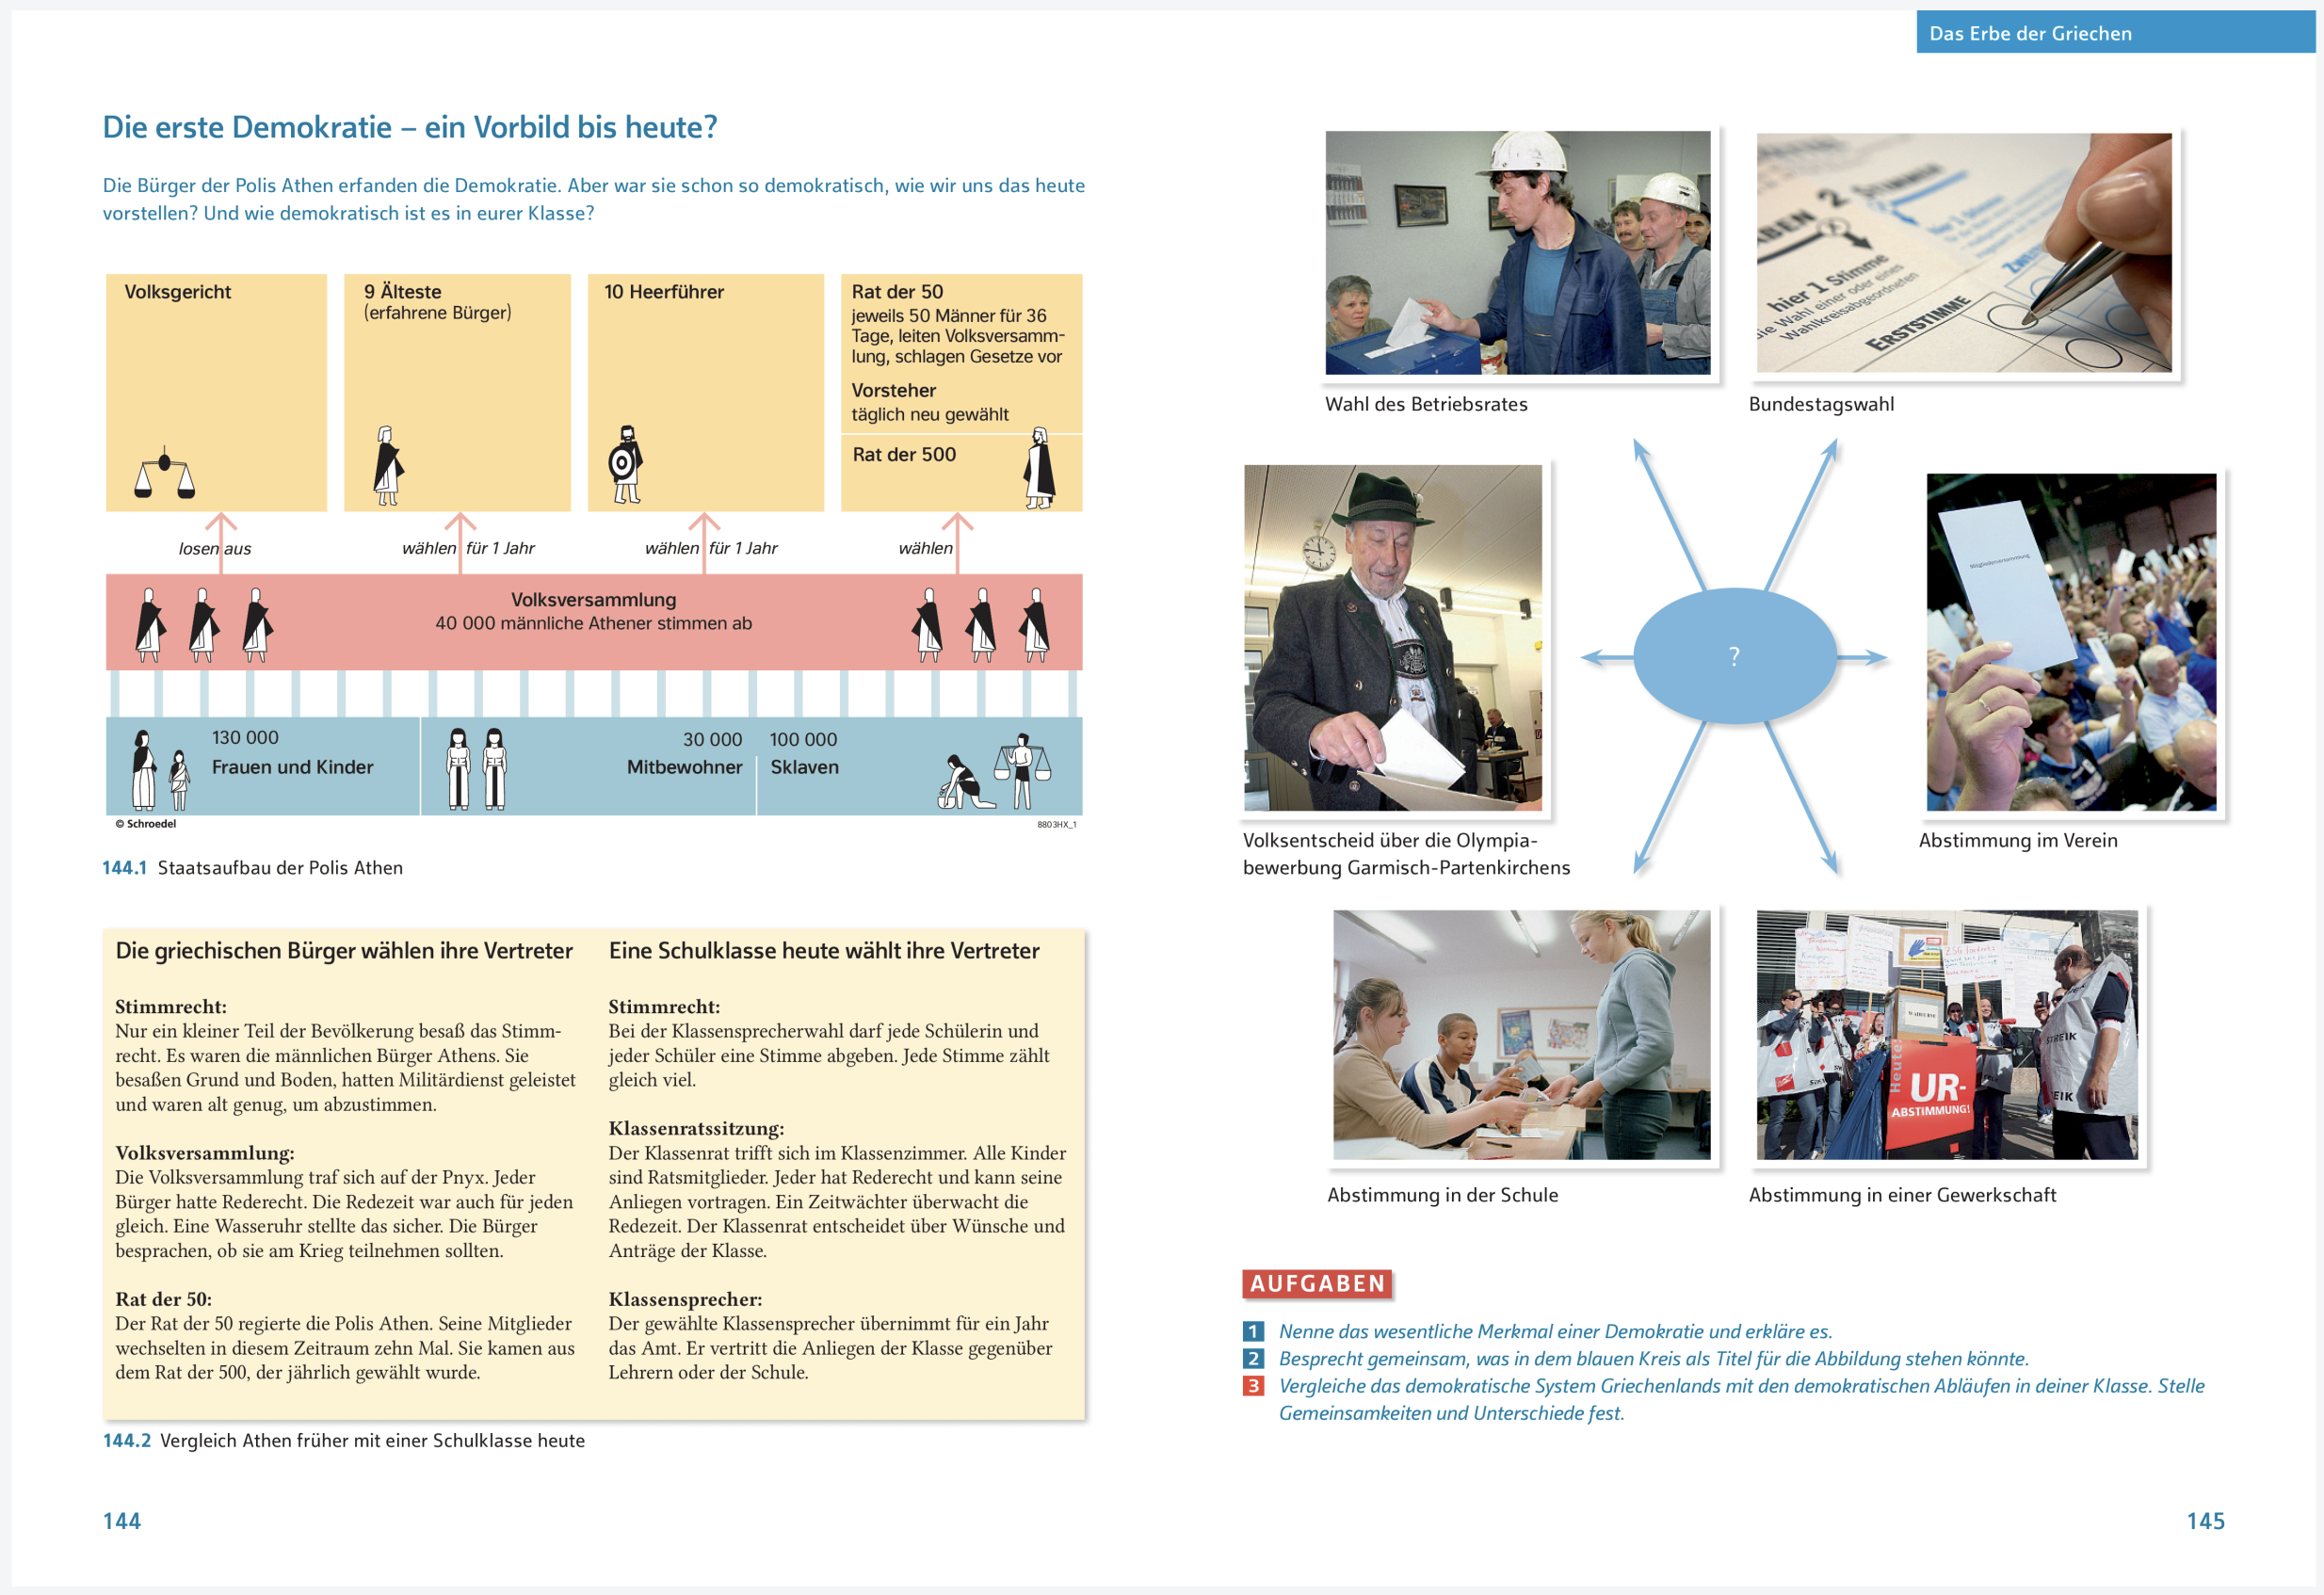 Das Erbe der Griechen
Die erste Demokratie – ein Vorbild bis heute?
Die Bürger der Polis Athen erfanden die Demokratie. Aber war sie schon so demokratisch, wie wir uns das heute
vorstellen? Und wie demokratisch ist es in eurer Klasse?
Volksgericht
9 Älteste
(erfahrene Bürger)
10 Heerführer
Rat der 50
jeweils 50 Männer für 36
Tage, leiten Volksversamm-
lung, schlagen Gesetze vor
Vorsteher
täglich neu gewählt
Rat der 500
losen aus
wählen für 1 Jahr
wählen für 1 Jahr
wählen
Volksversammlung
40 000 männliche Athener stimmen ab
130 000
Frauen und Kinder
30 000
Mitbewohner
100 000
Sklaven
© Schroedel
8803HX_1
144.1 Staatsaufbau der Polis Athen
Die griechischen Bürger wählen ihre Vertreter
Stimmrecht:
Nur ein kleiner Teil der Bevölkerung besaß das Stimm-
recht. Es waren die männlichen Bürger Athens. Sie
besaßen Grund und Boden, hatten Militärdienst geleistet
und waren alt genug, um abzustimmen.
Volksversammlung:
Die Volksversammlung traf sich auf der Pnyx. Jeder
Bürger hatte Rederecht. Die Redezeit war auch für jeden
gleich. Eine Wasseruhr stellte das sicher. Die Bürger
besprachen, ob sie am Krieg teilnehmen sollten.
Rat der 50:
Der Rat der 50 regierte die Polis Athen. Seine Mitglieder
wechselten in diesem Zeitraum zehn Mal. Sie kamen aus
dem Rat der 500, der jährlich gewählt wurde.
Eine Schulklasse heute wählt ihre Vertreter
Stimmrecht:
Bei der Klassensprecherwahl darf jede Schülerin und
jeder Schüler eine Stimme abgeben. Jede Stimme zählt
gleich viel.
Klassenratssitzung:
Der Klassenrat trifft sich im Klassenzimmer. Alle Kinder
sind Ratsmitglieder. Jeder hat Rederecht und kann seine
Anliegen vortragen. Ein Zeitwächter überwacht die
Redezeit. Der Klassenrat entscheidet über Wünsche und
Anträge der Klasse.
Klassensprecher:
Der gewählte Klassensprecher übernimmt für ein Jahr
das Amt. Er vertritt die Anliegen der Klasse gegenüber
Lehrern oder der Schule.
144.2 Vergleich Athen früher mit einer Schulklasse heute
144
Wahl des Betriebsrates
BEN 2 Stimmen
hier 1 Stimme
die Wahl einer oder eines
Wahlkreisabgeordneten
ERSTSTIMME
Bundestagswahl
Volksentscheid über die Olympia-
bewerbung Garmisch-Partenkirchens
?
Mitgliederversammlung
Abstimmung im Verein
Abstimmung in der Schule
STREIK
Heute:
UR-
ABSTIMMUNG!
EIK
Abstimmung in einer Gewerkschaft
AUFGABEN
1 Nenne das wesentliche Merkmal einer Demokratie und erkläre es.
2 Besprecht gemeinsam, was in dem blauen Kreis als Titel für die Abbildung stehen könnte.
3 Vergleiche das demokratische System Griechenlands mit den demokratischen Abläufen in deiner Klasse. Stelle
Gemeinsamkeiten und Unterschiede fest.
145